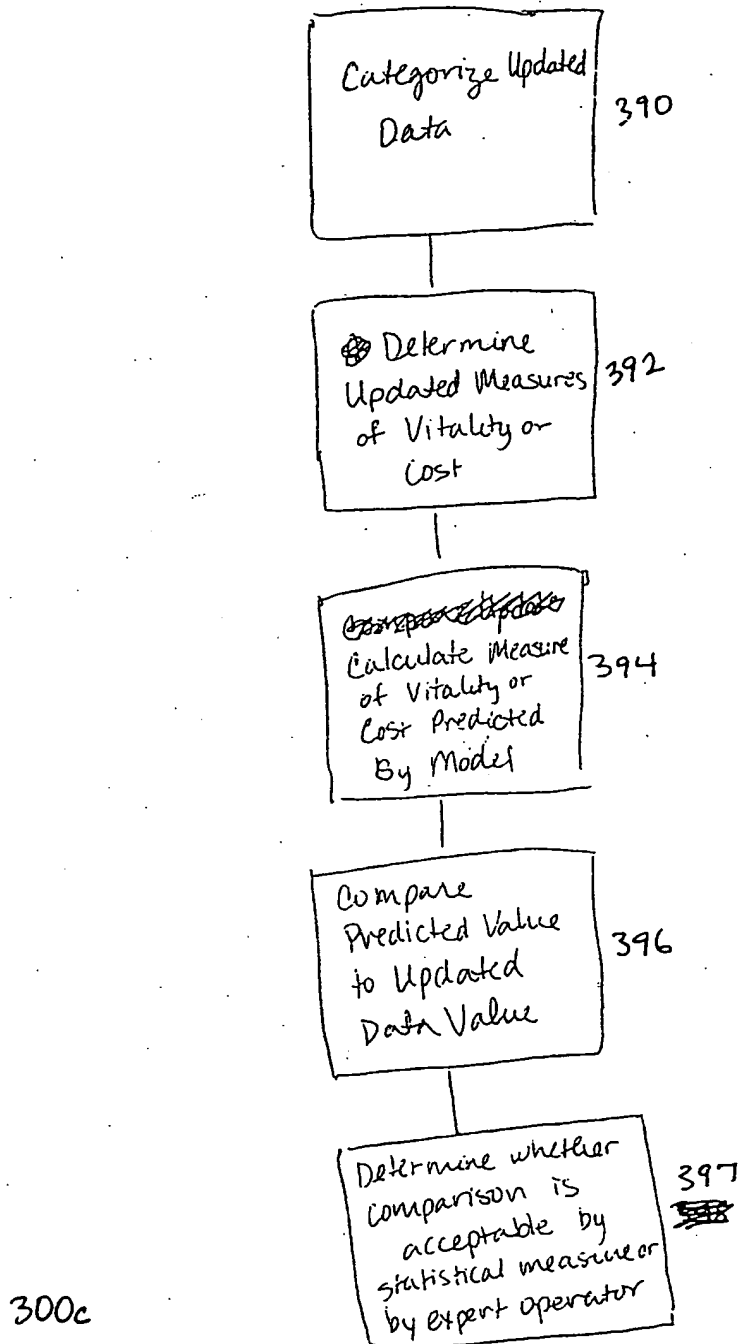 Categorize Updated
Data
390
Determine
Updated Measures
of Vitality or
Cost
392
Calculate Measure
of Vitality or
Cost Predicted
By Model
394
Compare
Predicted Value
to Updated
Data Value
396
Determine whether
comparison is
acceptable by
statistical measure or
by expert operator
397
300c